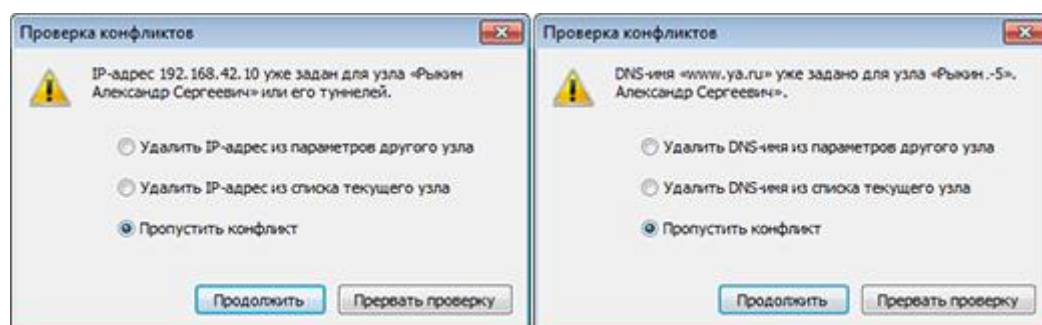 Проверка конфликтов
IP-адрес 192.168.42.10 уже задан для узла «Рыкин
Александр Сергеевич» или его туннелей.
Удалить IP-адрес из параметров другого узла
Удалить IP-адрес из списка текущего узла
Пропустить конфликт
Продолжить
Прервать проверку
Проверка конфликтов
DNS-имя «www.ya.ru» уже задано для узла «Рыкин.-5».
Александр Сергеевич».
Удалить DNS-имя из параметров другого узла
Удалить DNS-имя из списка текущего узла
Пропустить конфликт
Продолжить
Прервать проверку